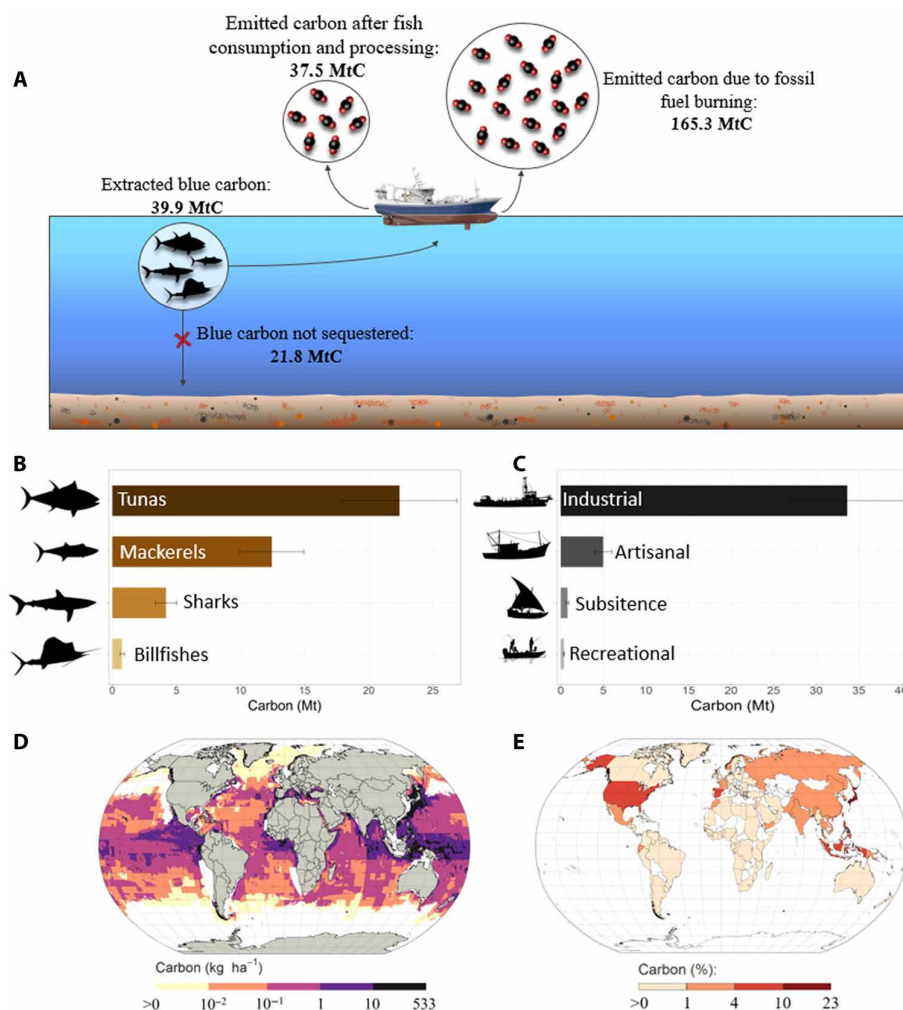 A
Emitted carbon after fish
consumption and processing:
37.5 MtC
Emitted carbon due to fossil
fuel burning:
165.3 MtC
Extracted blue carbon:
39.9 MtC
Blue carbon not sequestered:
21.8 MtC
B
Tunas
Mackerels
Sharks
Billfishes
0 5 10 15 20 25
Carbon (Mt)
C
Industrial
Artisanal
Subsitence
Recreational
0 5 10 15 20 25 30 35 40
Carbon (Mt)
D
Carbon (kg ha⁻¹)
>0 10⁻² 10⁻¹ 1 10 533
E
Carbon (%):
>0 1 4 10 23